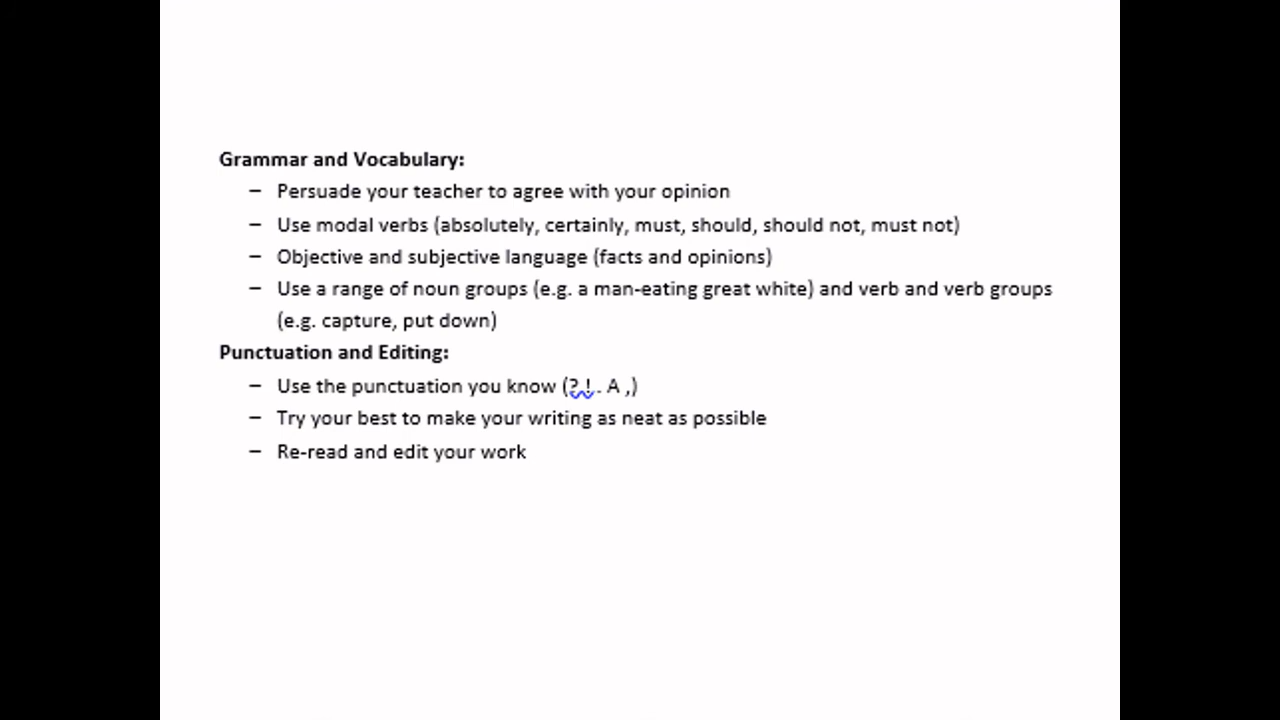 Grammar and Vocabulary:
– Persuade your teacher to agree with your opinion
– Use modal verbs (absolutely, certainly, must, should, should not, must not)
– Objective and subjective language (facts and opinions)
– Use a range of noun groups (e.g. a man-eating great white) and verb and verb groups
(e.g. capture, put down)
Punctuation and Editing:
– Use the punctuation you know (? ! . A ,)
– Try your best to make your writing as neat as possible
– Re-read and edit your work